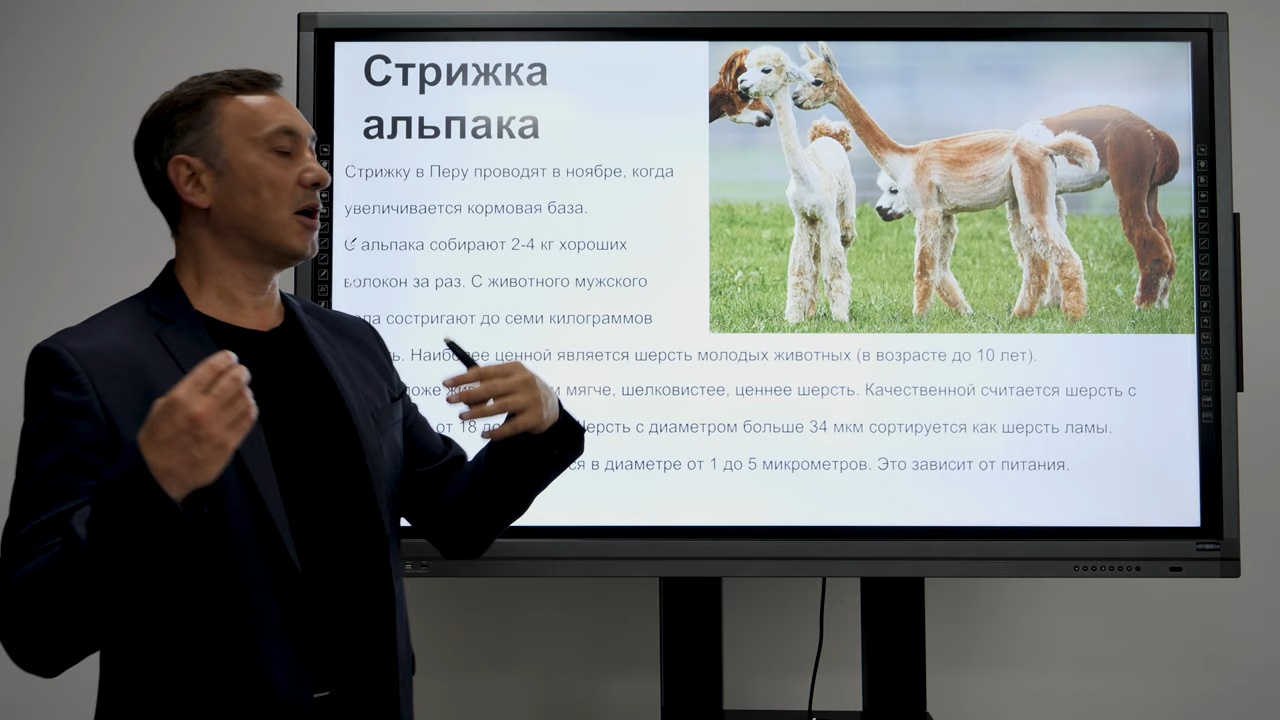 Стрижка
альпака
Стрижку в Перу проводят в ноябре, когда
увеличивается кормовая база.
С альпака собирают 2-4 кг хороших
волокон за раз. С животного мужского
состригают до семи килограммов
Наиболее ценной является шерсть молодых животных (в возрасте до 10 лет).
мягче, шелковистее, ценнее шерсть. Качественной считается шерсть с
от 18 до Шерсть с диаметром больше 34 мкм сортируется как шерсть ламы.
в диаметре от 1 до 5 микрометров. Это зависит от питания.